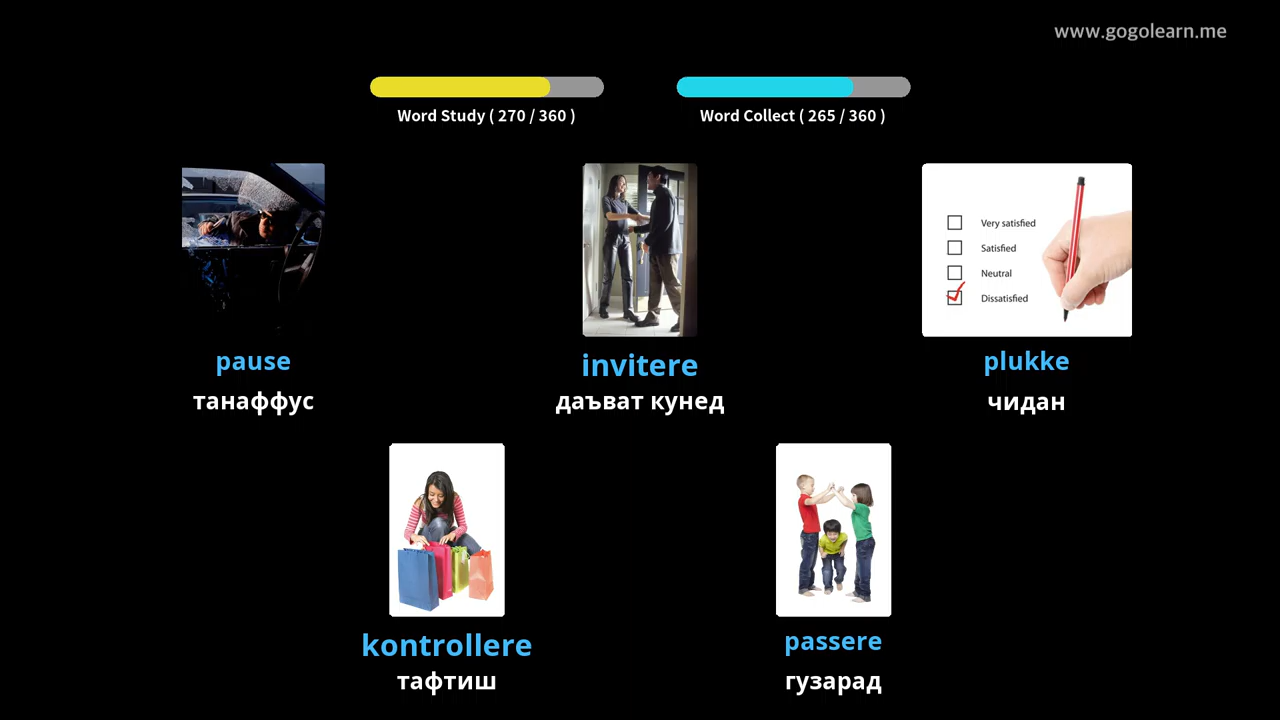 www.gogolearn.me
Word Study ( 270 / 360 )
Word Collect ( 265 / 360 )
Very satisfied
Satisfied
Neutral
Dissatisfied
pause
invitere
plukke
танаффус
даъват кунед
чидан
kontrollere
passere
тафтиш
гузарад